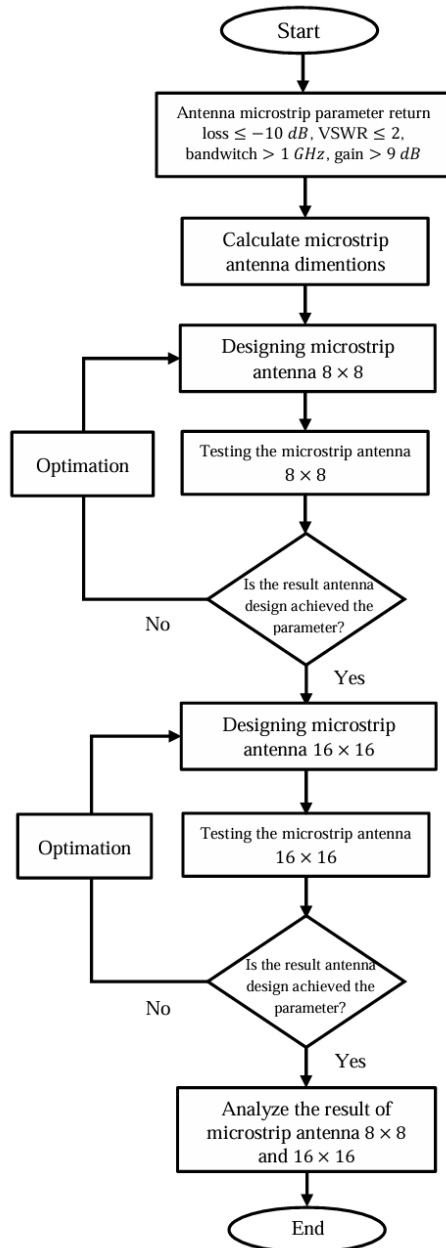 Start
Antenna microstrip parameter return
loss ≤ −10 dB, VSWR ≤ 2,
bandwitch > 1 GHz, gain > 9 dB
Calculate microstrip
antenna dimentions
Designing microstrip
antenna 8 × 8
Optimation
Testing the microstrip antenna
8 × 8
Is the result antenna
design achieved the
parameter?
No
Yes
Designing microstrip
antenna 16 × 16
Optimation
Testing the microstrip antenna
16 × 16
Is the result antenna
design achieved the
parameter?
No
Yes
Analyze the result of
microstrip antenna 8 × 8
and 16 × 16
End